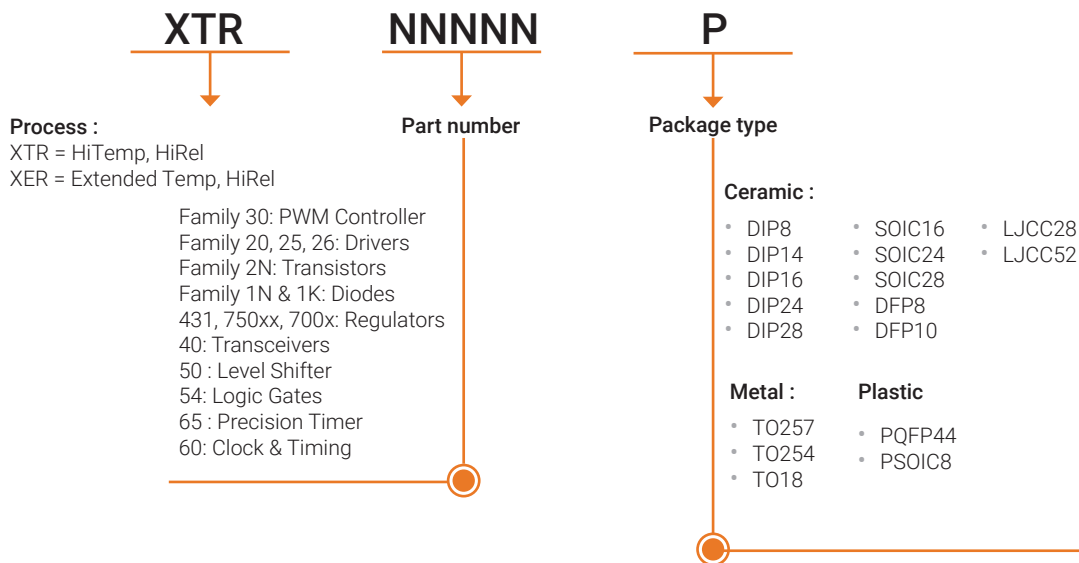 XTR NNNNN P
Process :
XTR = HiTemp, HiRel
XER = Extended Temp, HiRel
Part number
Family 30: PWM Controller
Family 20, 25, 26: Drivers
Family 2N: Transistors
Family 1N & 1K: Diodes
431, 750xx, 700x: Regulators
40: Transceivers
50 : Level Shifter
54: Logic Gates
65 : Precision Timer
60: Clock & Timing
Package type
Ceramic :
• DIP8
• DIP14
• DIP16
• DIP24
• DIP28
• SOIC16
• SOIC24
• SOIC28
• DFP8
• DFP10
• LJCC28
• LJCC52
Metal :
• TO257
• TO254
• TO18
Plastic
• PQFP44
• PSOIC8